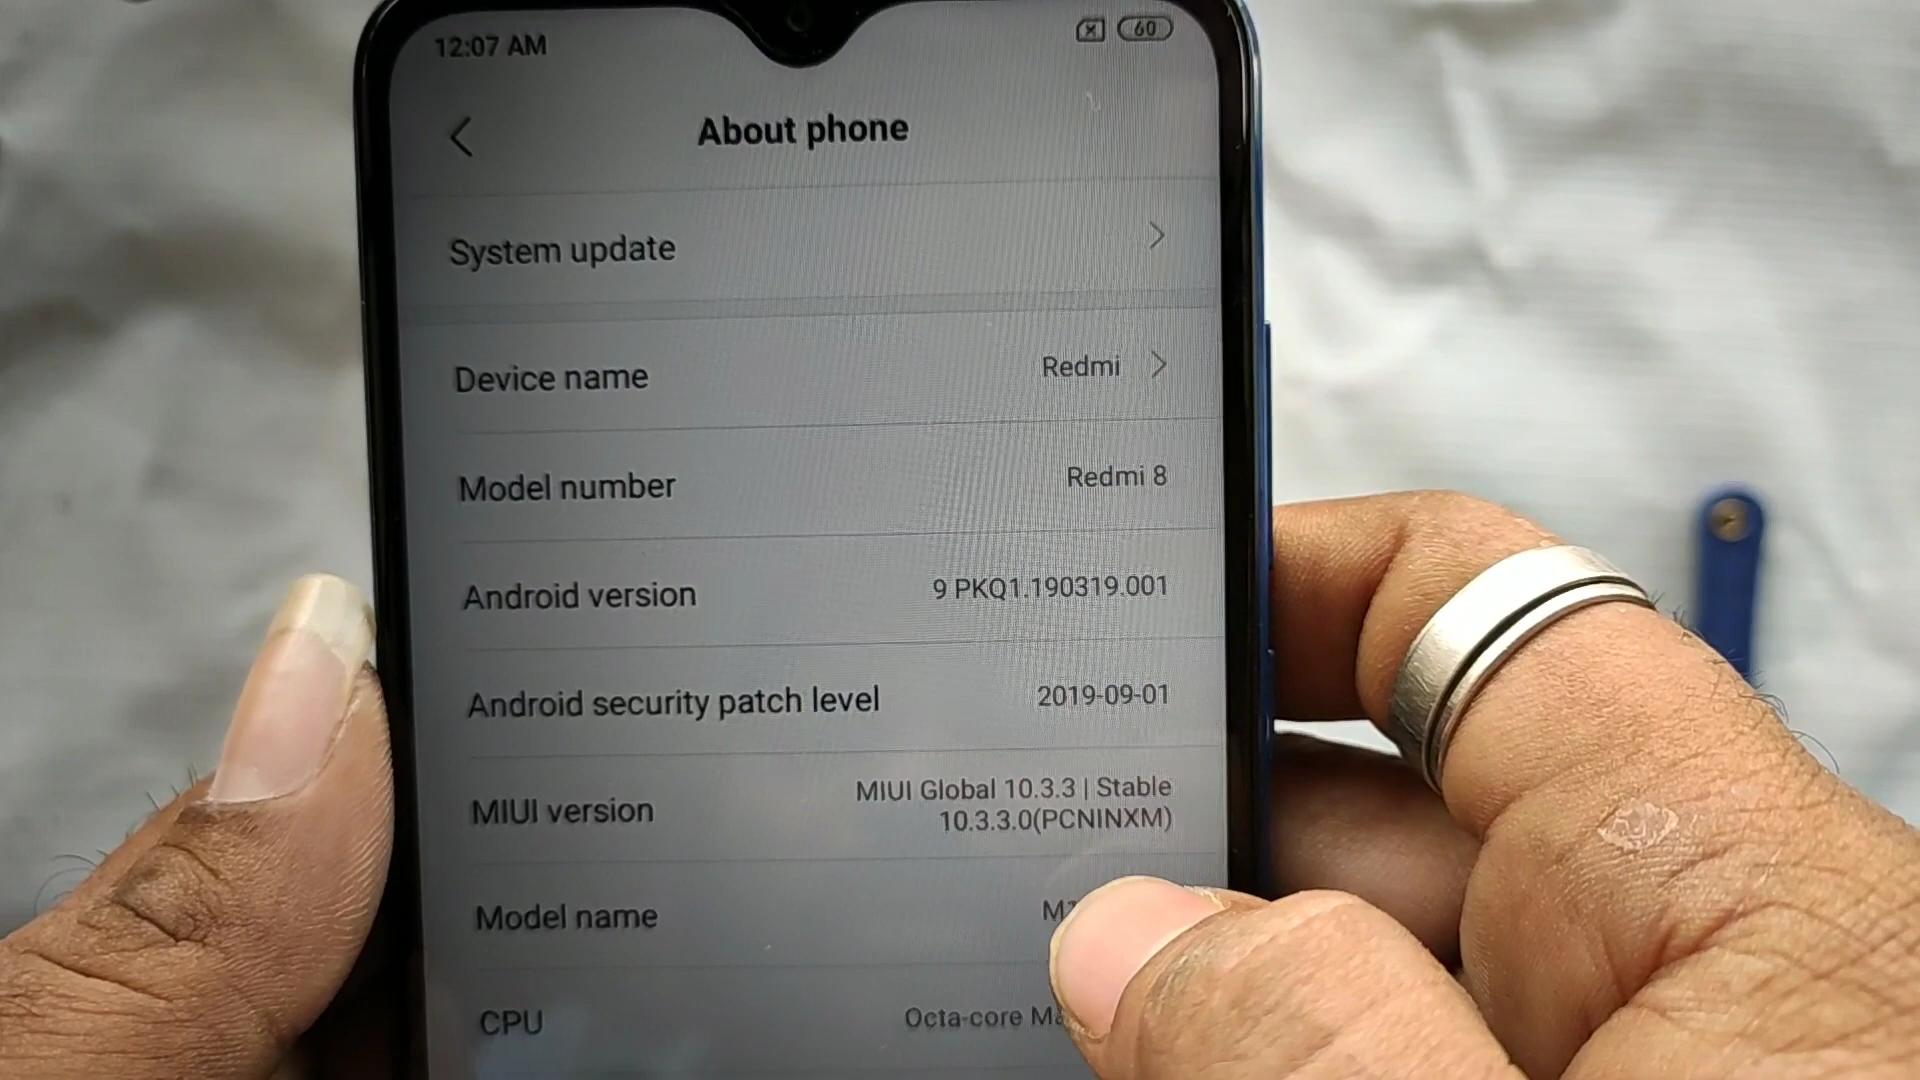 12:07 AM
60
About phone
System update
Device name Redmi
Model number Redmi 8
Android version 9 PKQ1.190319.001
Android security patch level 2019-09-01
MIUI version MIUI Global 10.3.3 | Stable
10.3.3.0(PCNINXM)
Model name
CPU Octa-core